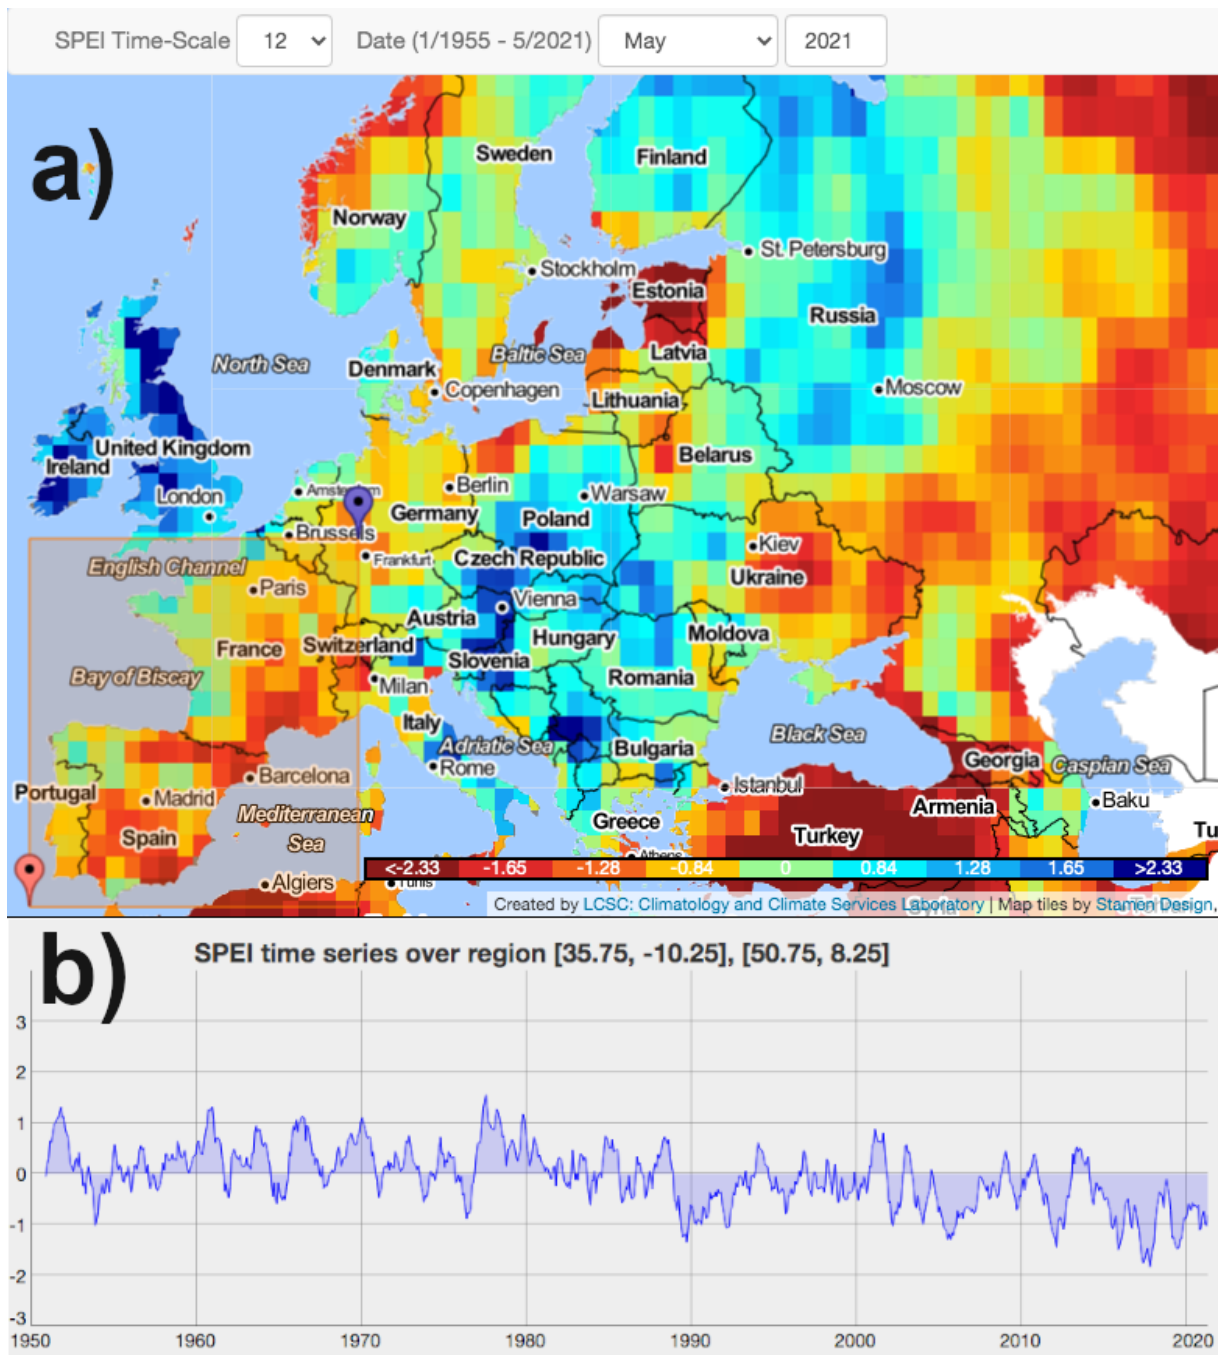 SPEI Time-Scale 12 Date (1/1955 - 5/2021) May 2021
a)
Sweden
Finland
Norway
St. Petersburg
Stockholm
Estonia
Russia
North Sea
Baltic Sea
Latvia
Denmark
Moscow
Copenhagen
Lithuania
United Kingdom
Belarus
Ireland
Berlin
London
Amsterdam
Warsaw
Germany
Poland
Brussels
Kiev
English Channel
Frankfurt
Czech Republic
Ukraine
Paris
Vienna
Austria
France
Switzerland
Hungary
Moldova
Slovenia
Bay of Biscay
Milan
Romania
Italy
Adriatic Sea
Bulgaria
Black Sea
Georgia
Caspian Sea
Rome
Barcelona
Istanbul
Portugal
Madrid
Armenia
Baku
Mediterranean
Sea
Greece
Turkey
Tu
Spain
Athens
<-2.33 -1.65 -1.28 -0.84 0 0.84 1.28 1.65 >2.33
Algiers
Tunis
Created by LCSC: Climatology and Climate Services Laboratory | Map tiles by Stamen Design,
Syria
b)
SPEI time series over region [35.75, -10.25], [50.75, 8.25]
3
2
1
0
-1
-2
-3
1950 1960 1970 1980 1990 2000 2010 2020